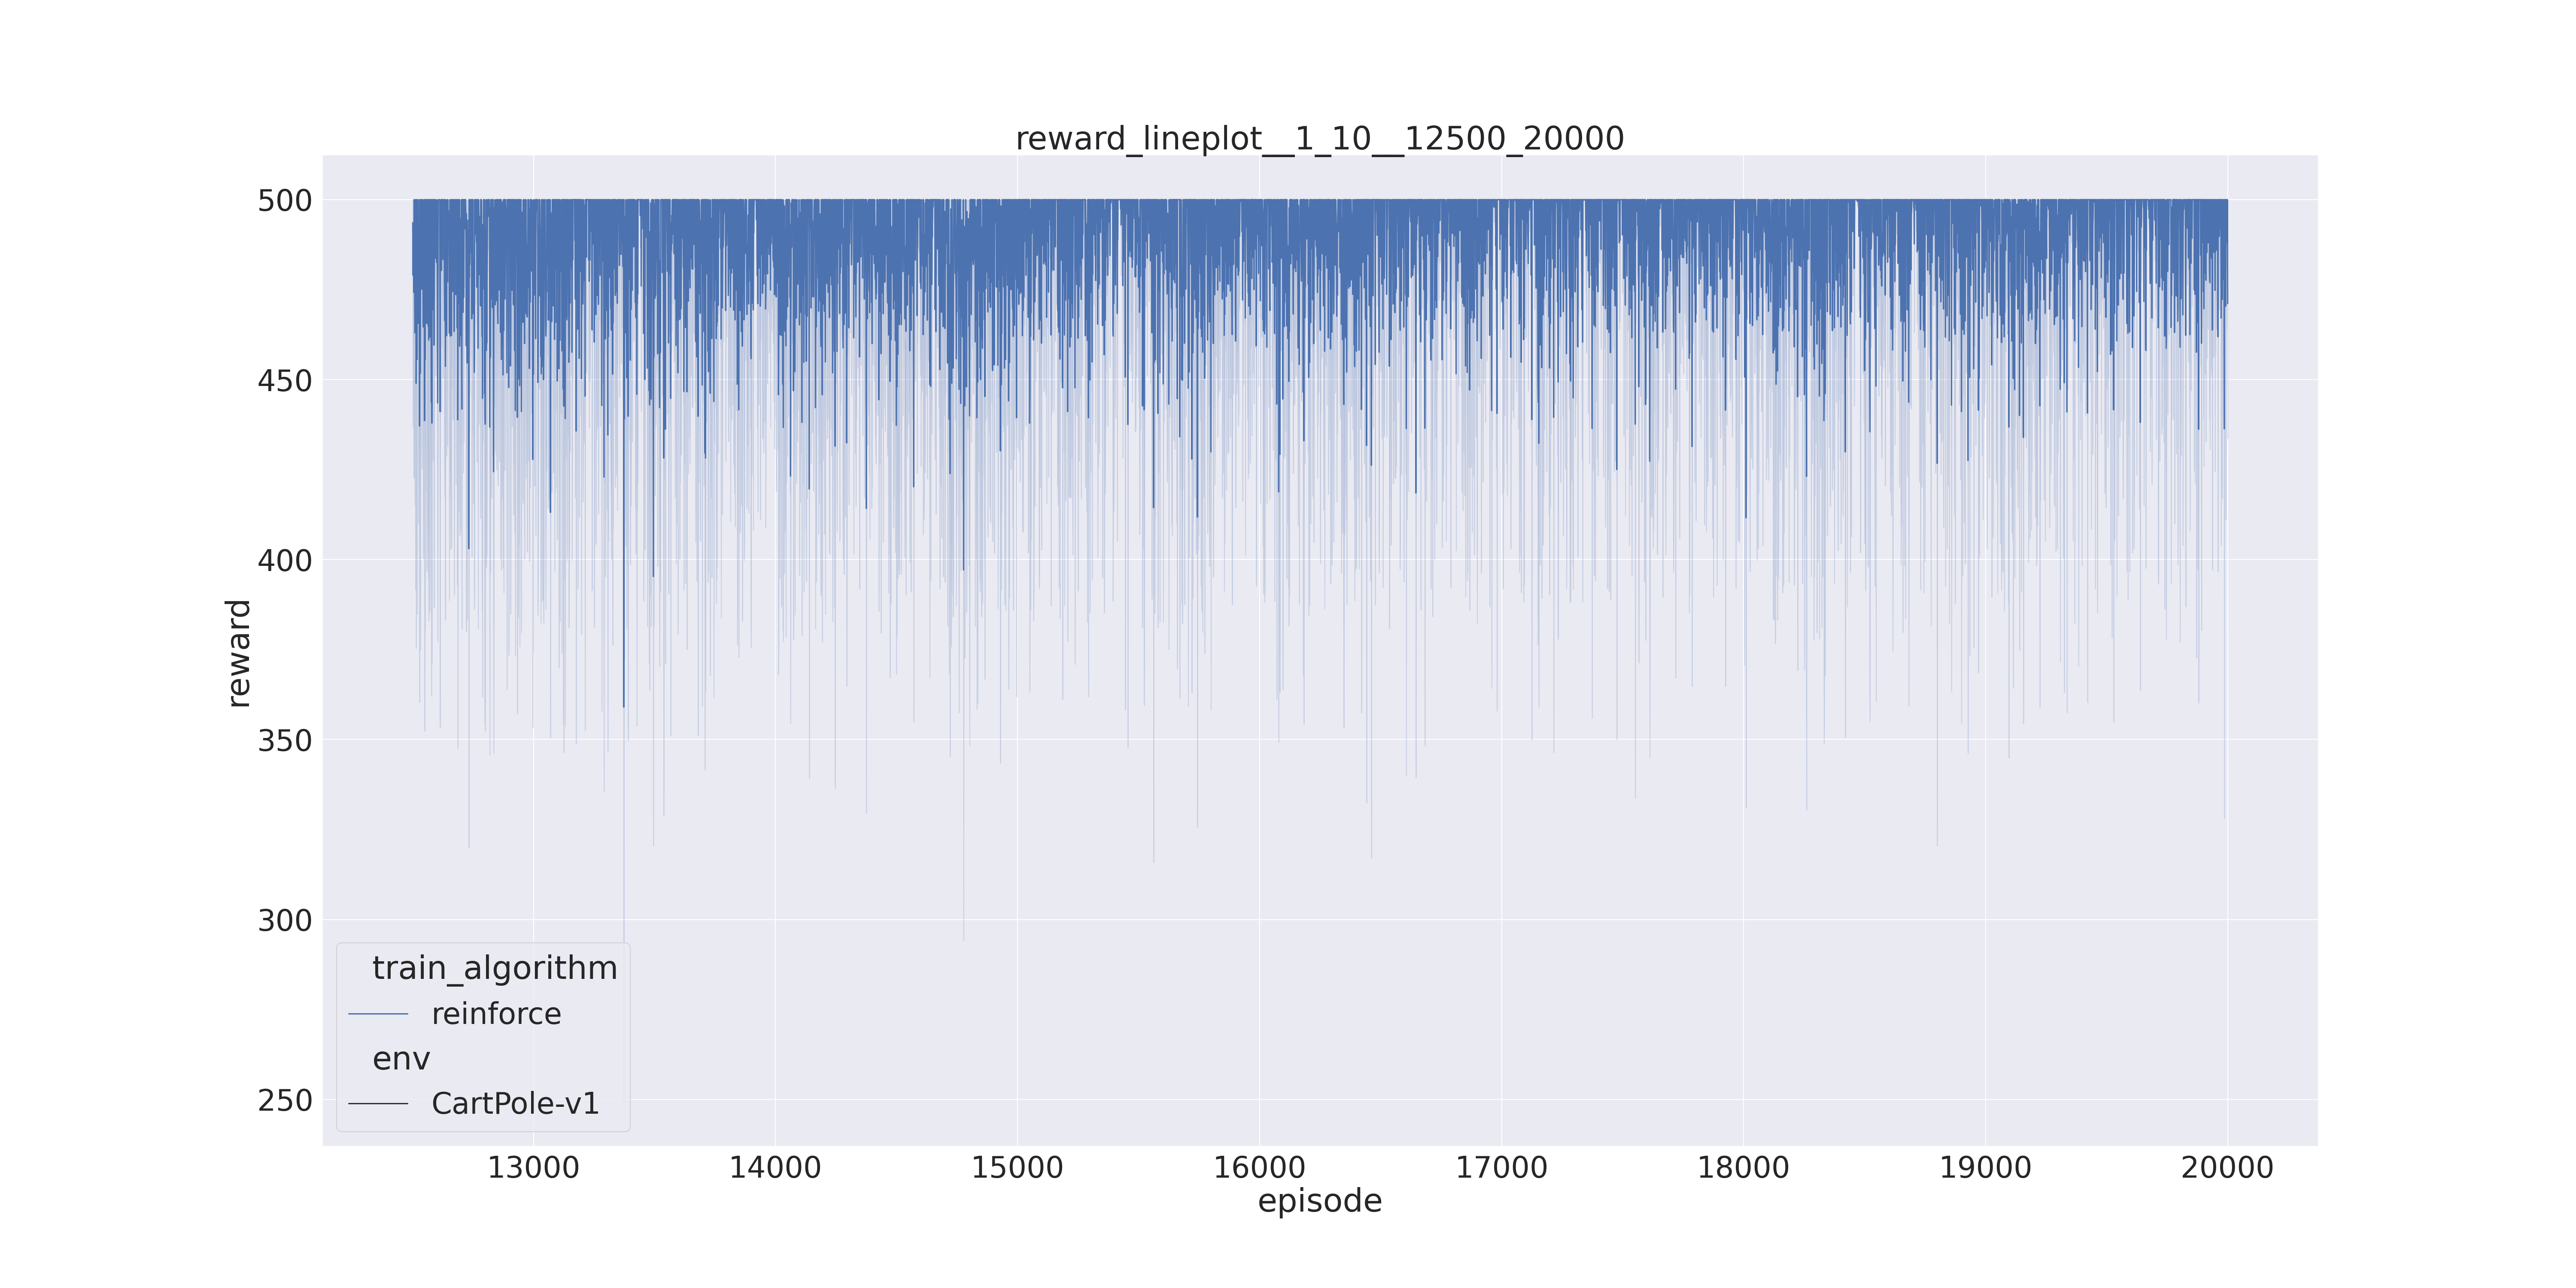 reward_lineplot__1_10__12500_20000
500
450
400
350
300
250
reward
train_algorithm
reinforce
env
CartPole-v1
13000 14000 15000 16000 17000 18000 19000 20000
episode